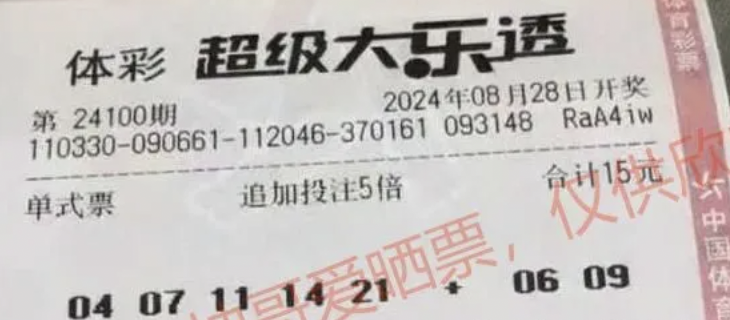 体彩 超级大乐透
第 24100期 2024年08月28日开奖
110330-090661-112046-370161 093148 RaA4iw
单式票 追加投注5倍 合计15元
04 07 11 14 21 + 06 09
哥爱晒票，仅供欣
体育彩票
中国体育